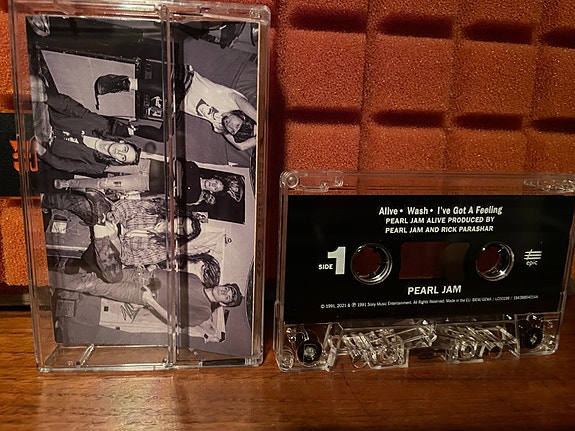 Alive • Wash • I've Got A Feeling
PEARL JAM ALIVE PRODUCED BY
PEARL JAM AND RICK PARASHAR
SIDE 1
epic
PEARL JAM
© 1991, 2021 & ℗ 1991 Sony Music Entertainment. All Rights Reserved. Made in the EU.